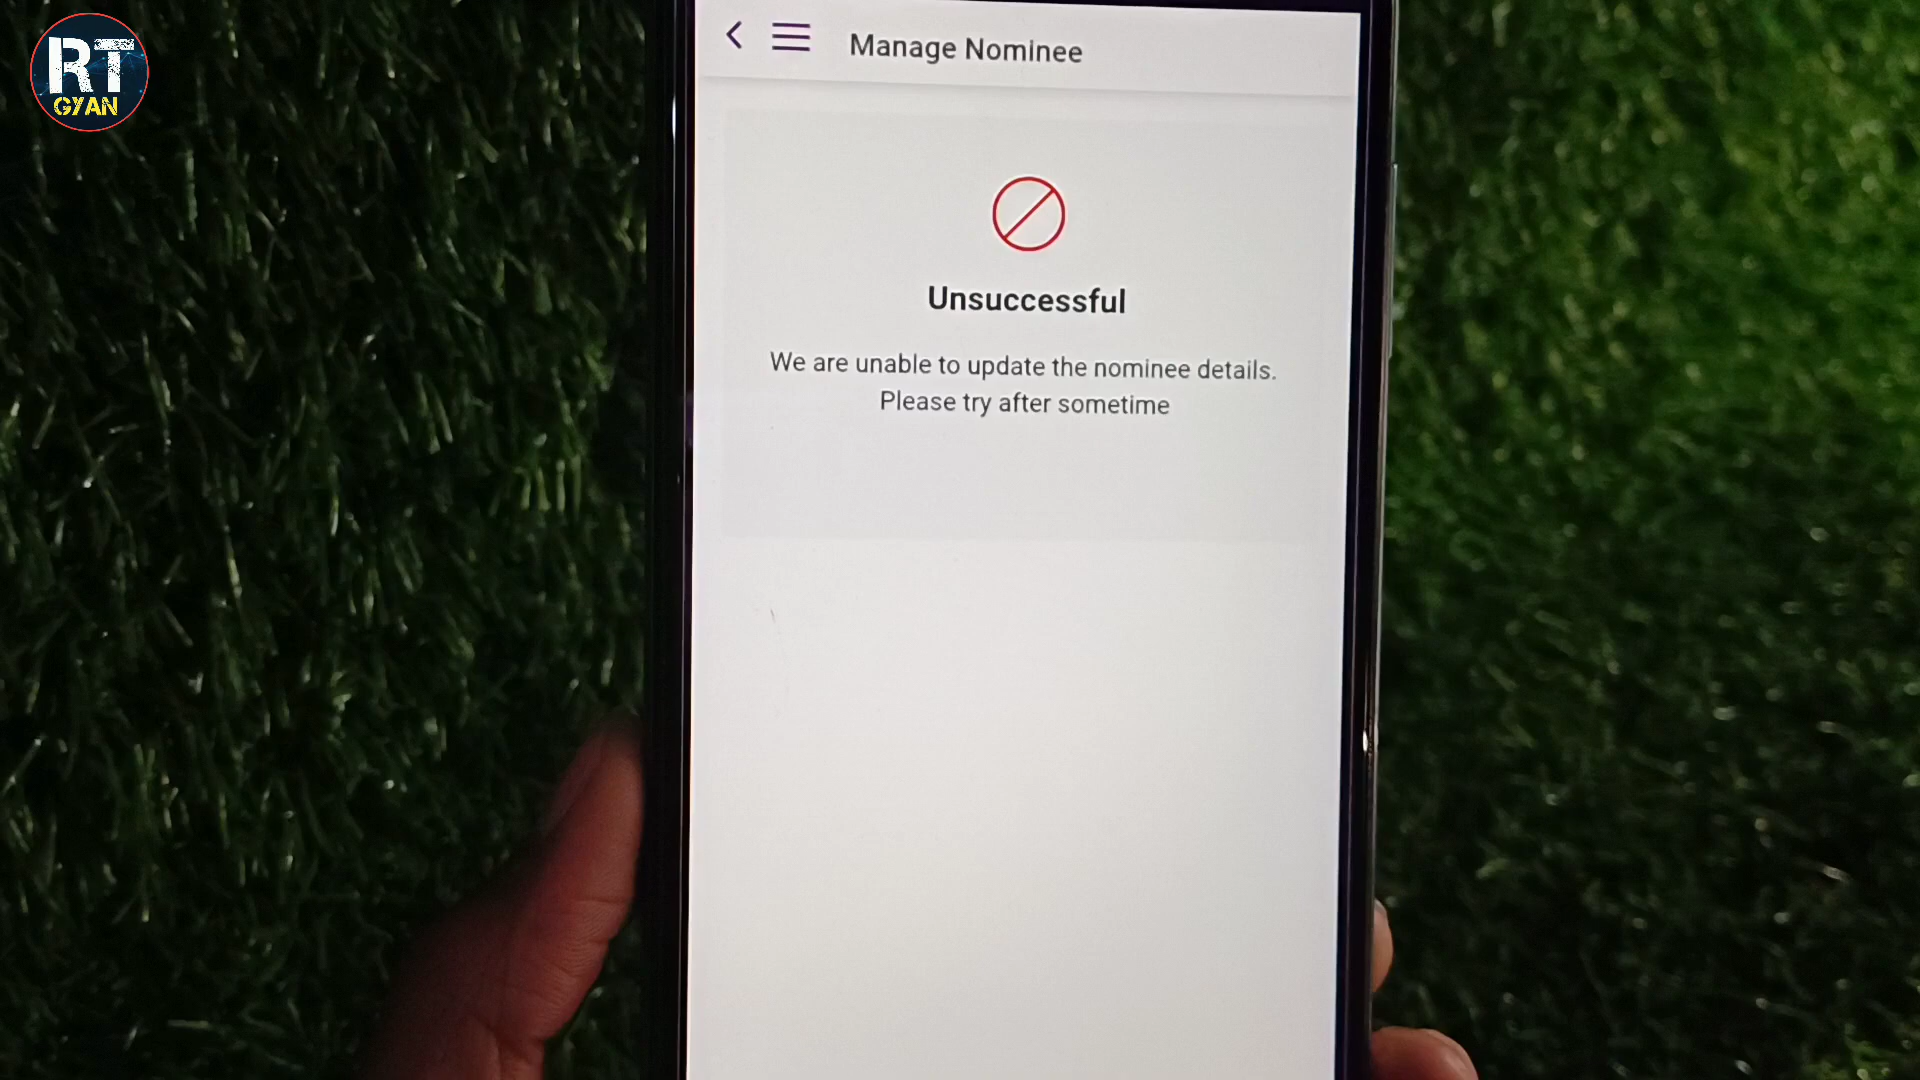 RT
GYAN
Manage Nominee
Unsuccessful
We are unable to update the nominee details.
Please try after sometime